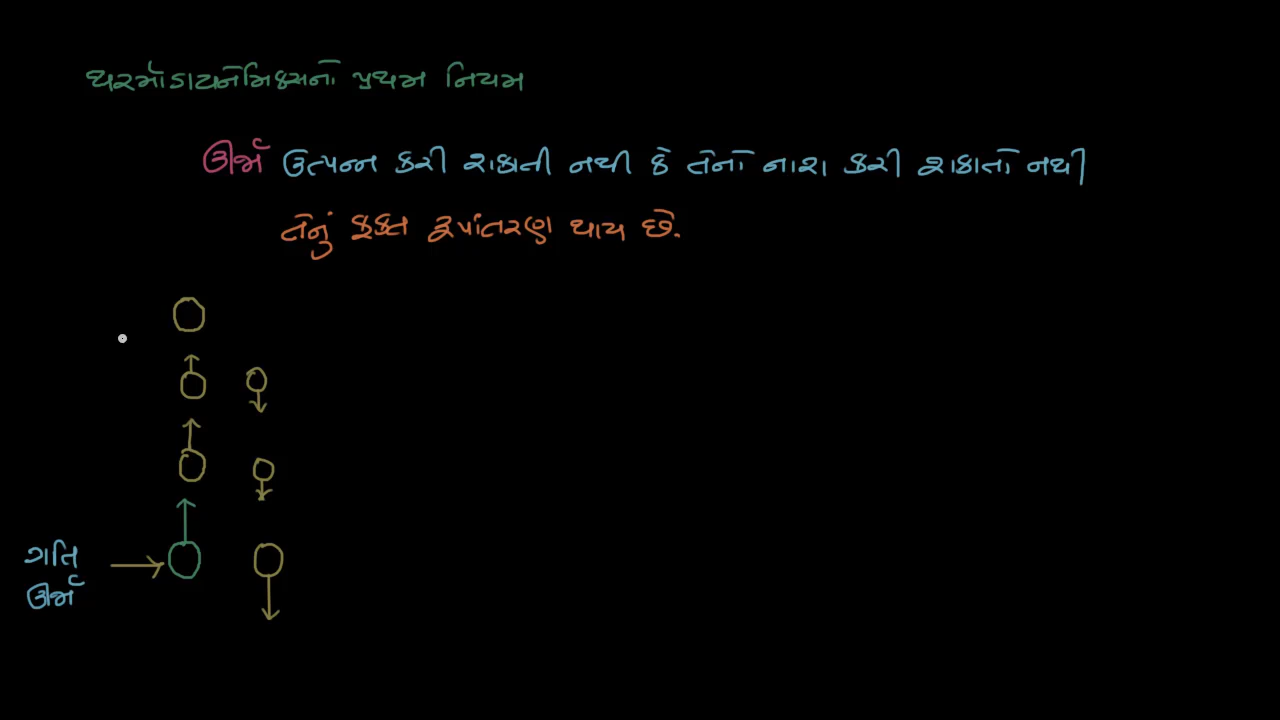 થરમોડાયનેમિક્સનો પ્રથમ નિયમ
ઊર્જા ઉત્પન્ન કરી શકાતી નથી કે તેનો નાશ કરી શકાતો નથી
તેનું ફક્ત રૂપાંતરણ થાય છે.
ગતિ
ઊર્જા